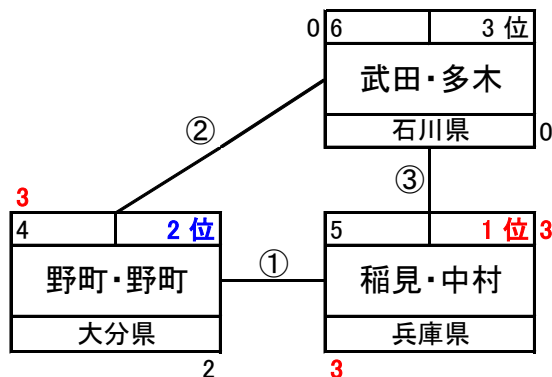 0 6 3 位
武田・多木
石川県 0
②
③
3
4 2 位
野町・野町
大分県
2
①
5 1 位 3
稲見・中村
兵庫県
3